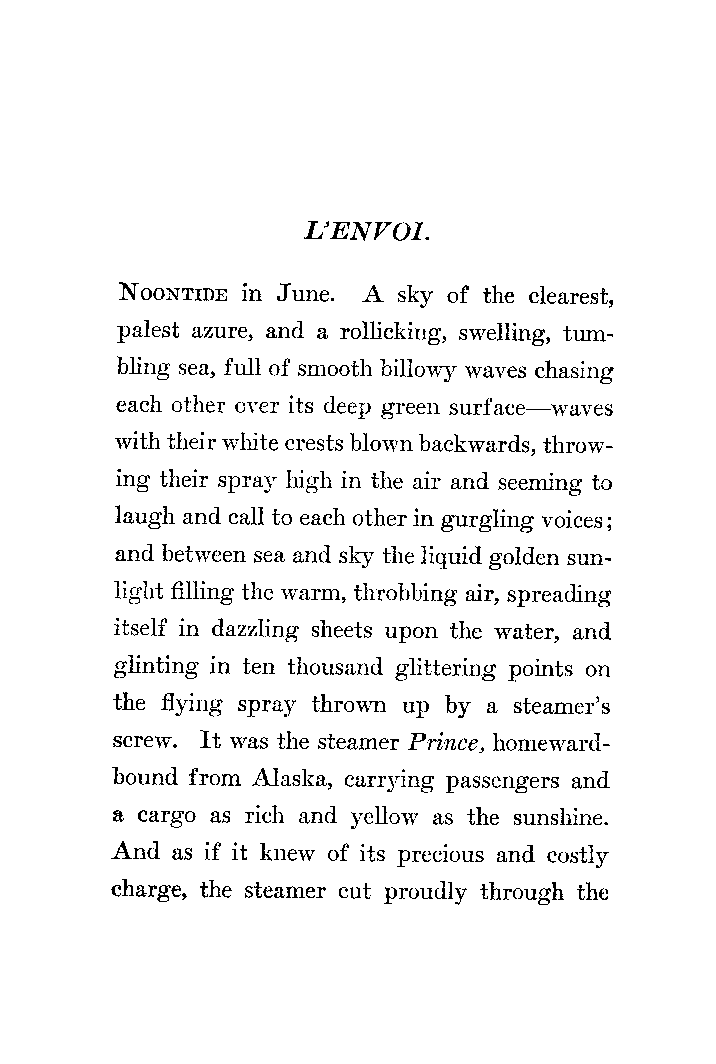 L'ENVOI.
NOONTIDE in June. A sky of the clearest,
palest azure, and a rollicking, swelling, tum-
bling sea, full of smooth billowy waves chasing
each other over its deep green surface—waves
with their white crests blown backwards, throw-
ing their spray high in the air and seeming to
laugh and call to each other in gurgling voices;
and between sea and sky the liquid golden sun-
light filling the warm, throbbing air, spreading
itself in dazzling sheets upon the water, and
glinting in ten thousand glittering points on
the flying spray thrown up by a steamer's
screw. It was the steamer Prince, homeward-
bound from Alaska, carrying passengers and
a cargo as rich and yellow as the sunshine.
And as if it knew of its precious and costly
charge, the steamer cut proudly through the